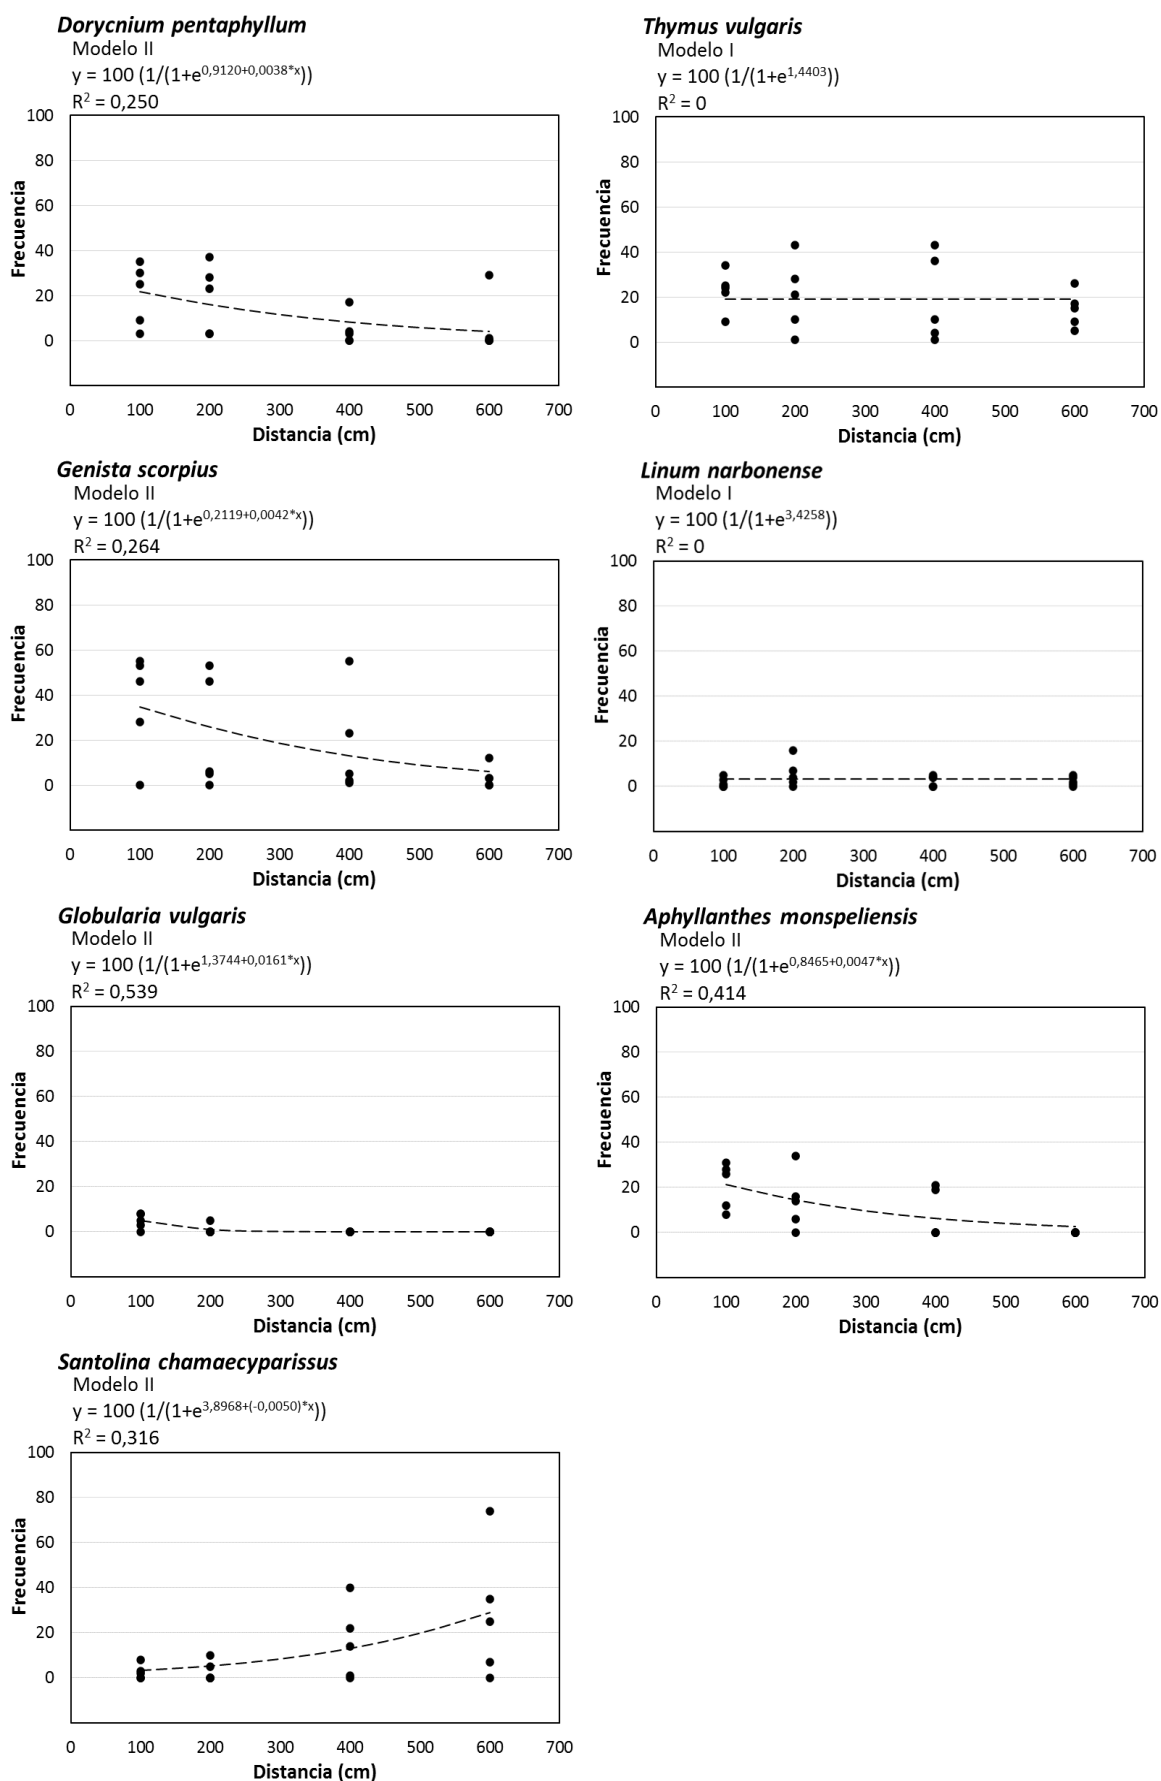 Dorycnium pentaphyllum
Modelo II
y = 100 (1/(1+e^0,9120+0,0038*x))
R² = 0,250
100
80
60
40
20
0
Frecuencia
0 100 200 300 400 500 600 700
Distancia (cm)
Thymus vulgaris
Modelo I
y = 100 (1/(1+e^1,4403))
R² = 0
100
80
60
40
20
0
Frecuencia
0 100 200 300 400 500 600 700
Distancia (cm)
Genista scorpius
Modelo II
y = 100 (1/(1+e^0,2119+0,0042*x))
R² = 0,264
100
80
60
40
20
0
Frecuencia
0 100 200 300 400 500 600 700
Distancia (cm)
Linum narbonense
Modelo I
y = 100 (1/(1+e^3,4258))
R² = 0
100
80
60
40
20
0
Frecuencia
0 100 200 300 400 500 600 700
Distancia (cm)
Globularia vulgaris
Modelo II
y = 100 (1/(1+e^1,3744+0,0161*x))
R² = 0,539
100
80
60
40
20
0
Frecuencia
0 100 200 300 400 500 600 700
Distancia (cm)
Aphyllanthes monspeliensis
Modelo II
y = 100 (1/(1+e^0,8465+0,0047*x))
R² = 0,414
100
80
60
40
20
0
Frecuencia
0 100 200 300 400 500 600 700
Distancia (cm)
Santolina chamaecyparissus
Modelo II
y = 100 (1/(1+e^3,8968+(-0,0050)*x))
R² = 0,316
100
80
60
40
20
0
Frecuencia
0 100 200 300 400 500 600 700
Distancia (cm)